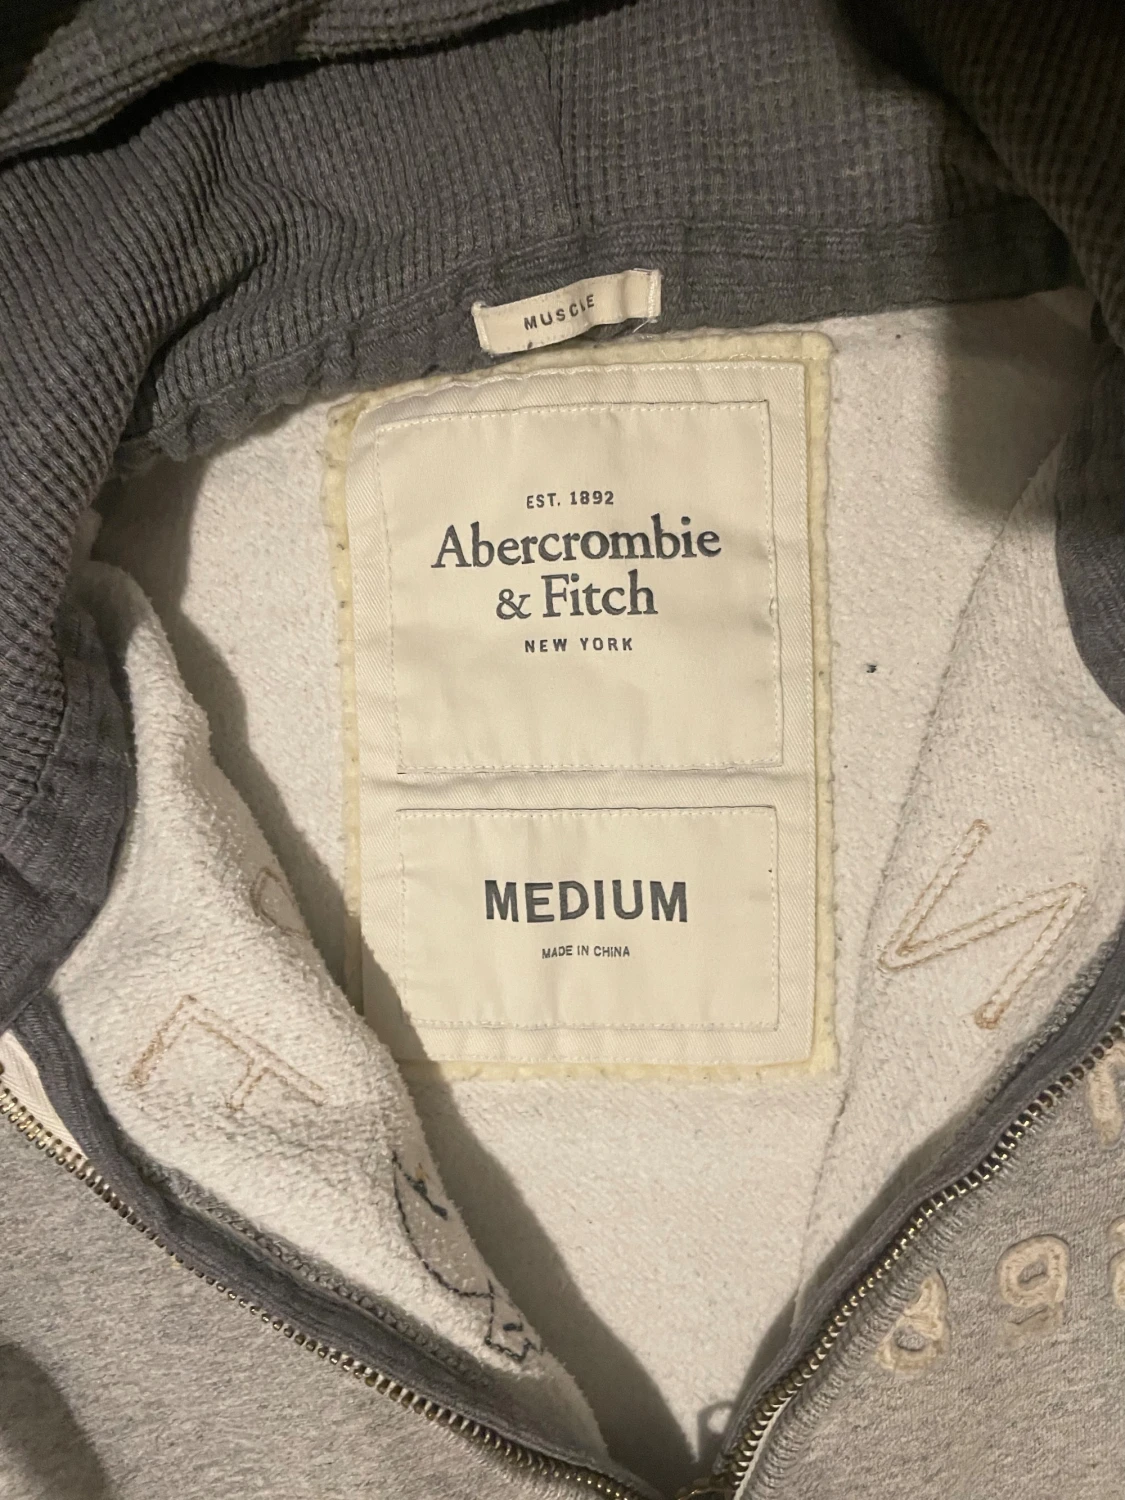 MUSCLE
EST. 1892
Abercrombie
& Fitch
NEW YORK
MEDIUM
MADE IN CHINA